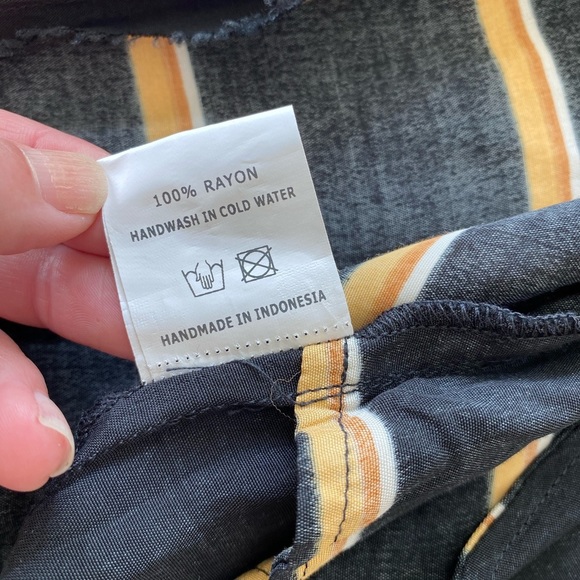 100% RAYON
HANDWASH IN COLD WATER
HANDMADE IN INDONESIA